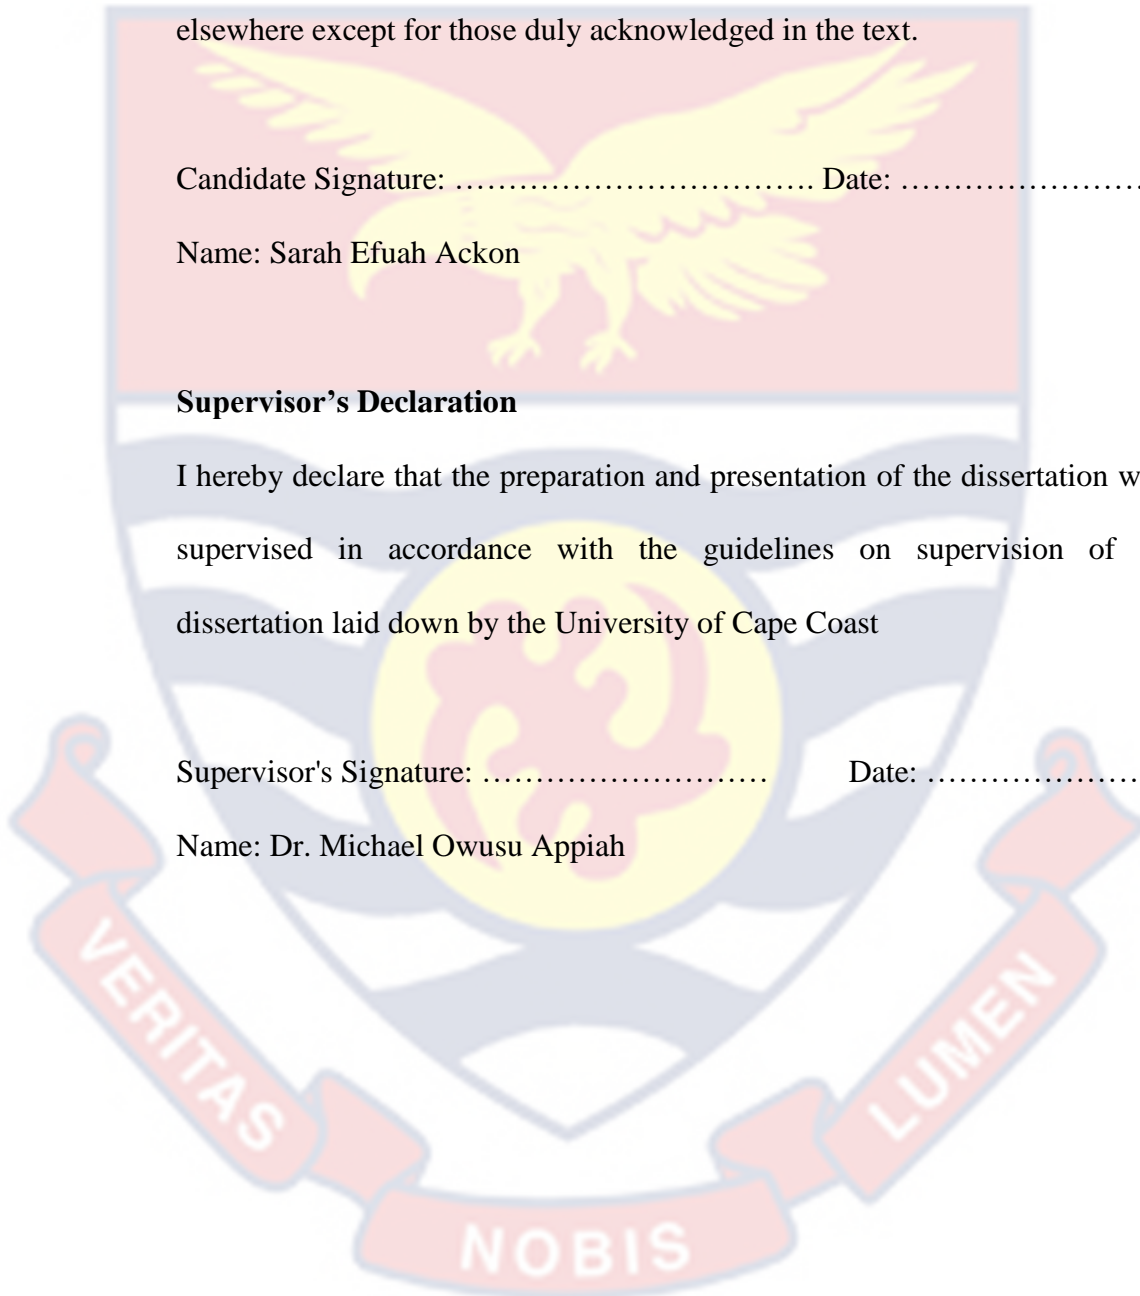 elsewhere except for those duly acknowledged in the text.
Candidate Signature: ………………………………. Date: ……………………
Name: Sarah Efuah Ackon
Supervisor’s Declaration
I hereby declare that the preparation and presentation of the dissertation w
supervised in accordance with the guidelines on supervision of
dissertation laid down by the University of Cape Coast
Supervisor's Signature: ……………………… Date: …………………
Name: Dr. Michael Owusu Appiah
VERITAS
NOBIS
LUMEN